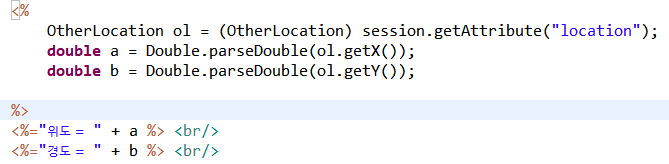 <%
OtherLocation ol = (OtherLocation) session.getAttribute("location");
double a = Double.parseDouble(ol.getX());
double b = Double.parseDouble(ol.getY());
%>
<%="위도 = " + a %> <br/>
<%="경도 = " + b %> <br/>